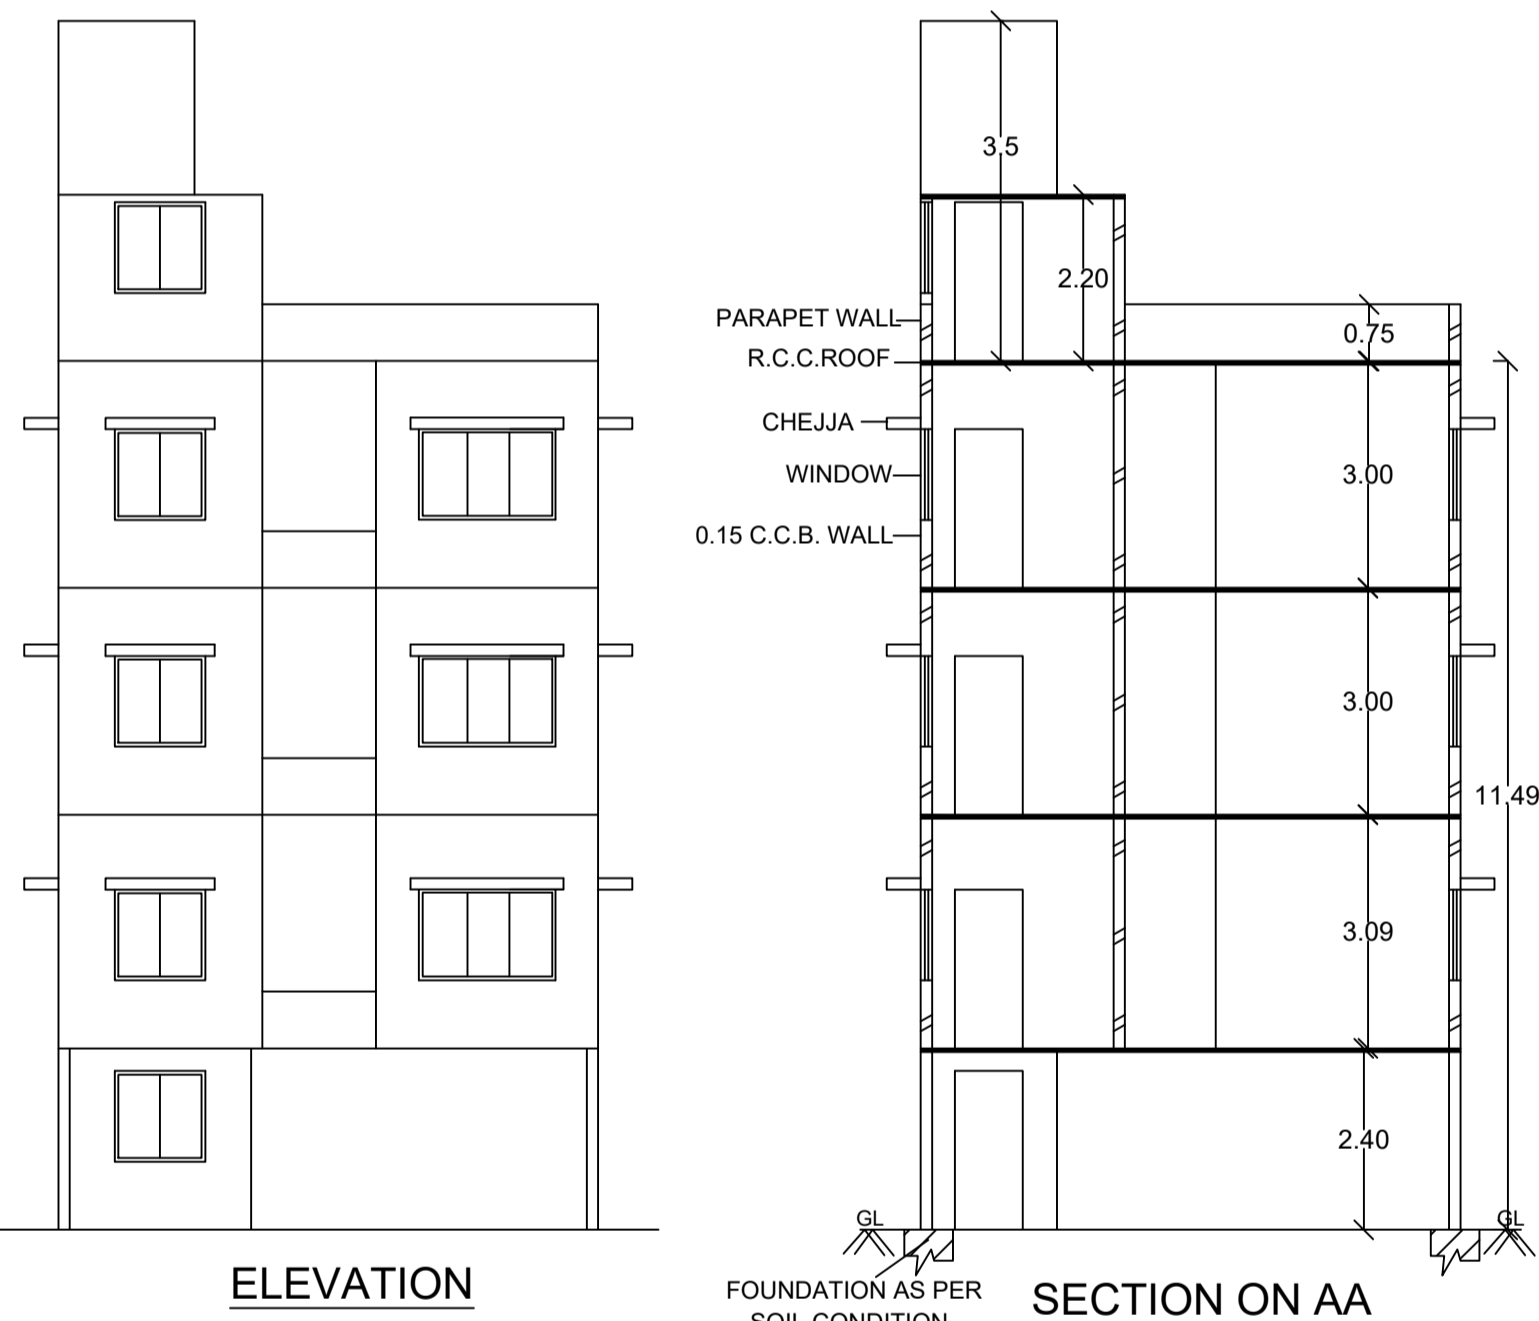 3.5
2.20
PARAPET WALL
0.75
R.C.C.ROOF
CHEJJA
WINDOW
3.00
0.15 C.C.B. WALL
3.00
11.49
3.09
2.40
GL
GL
ELEVATION
FOUNDATION AS PER
SOIL CONDITION
SECTION ON AA